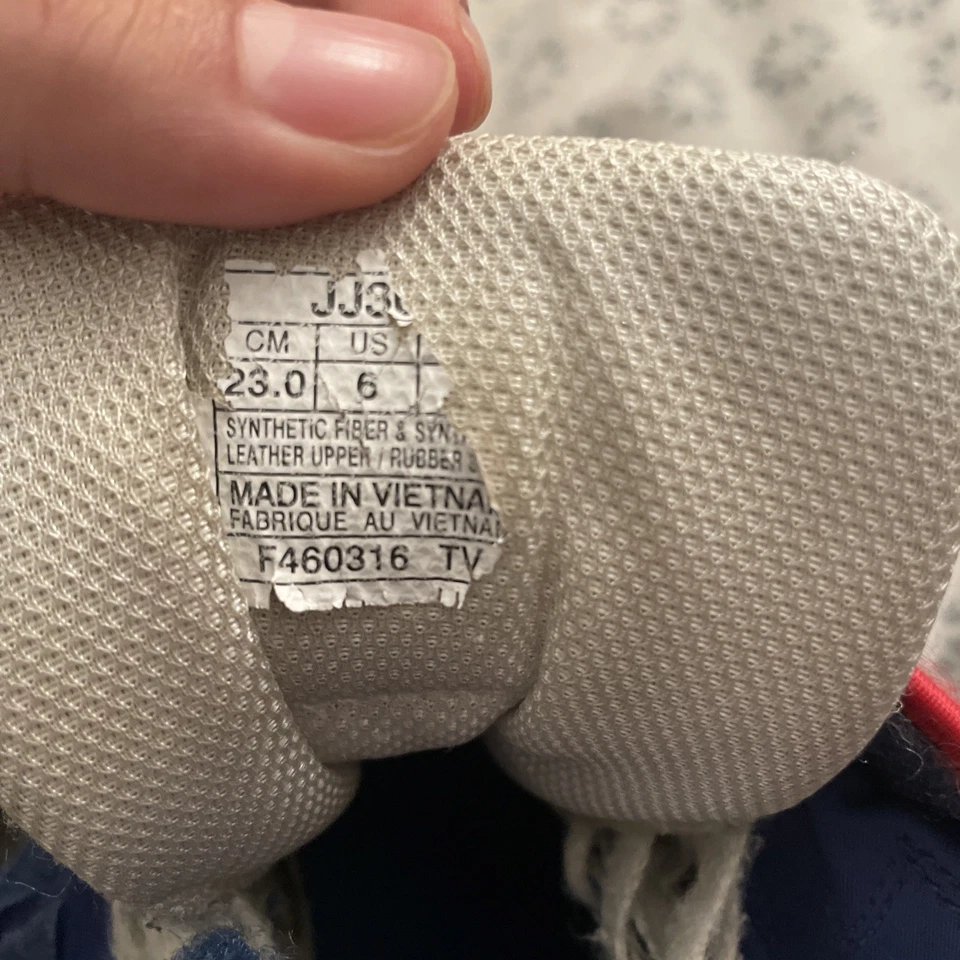 JJ3
CM US
23.0 6
SYNTHETIC FIBER & SYN
LEATHER UPPER / RUBBER
MADE IN VIETNA
FABRIQUE AU VIETNA
F460316 TV